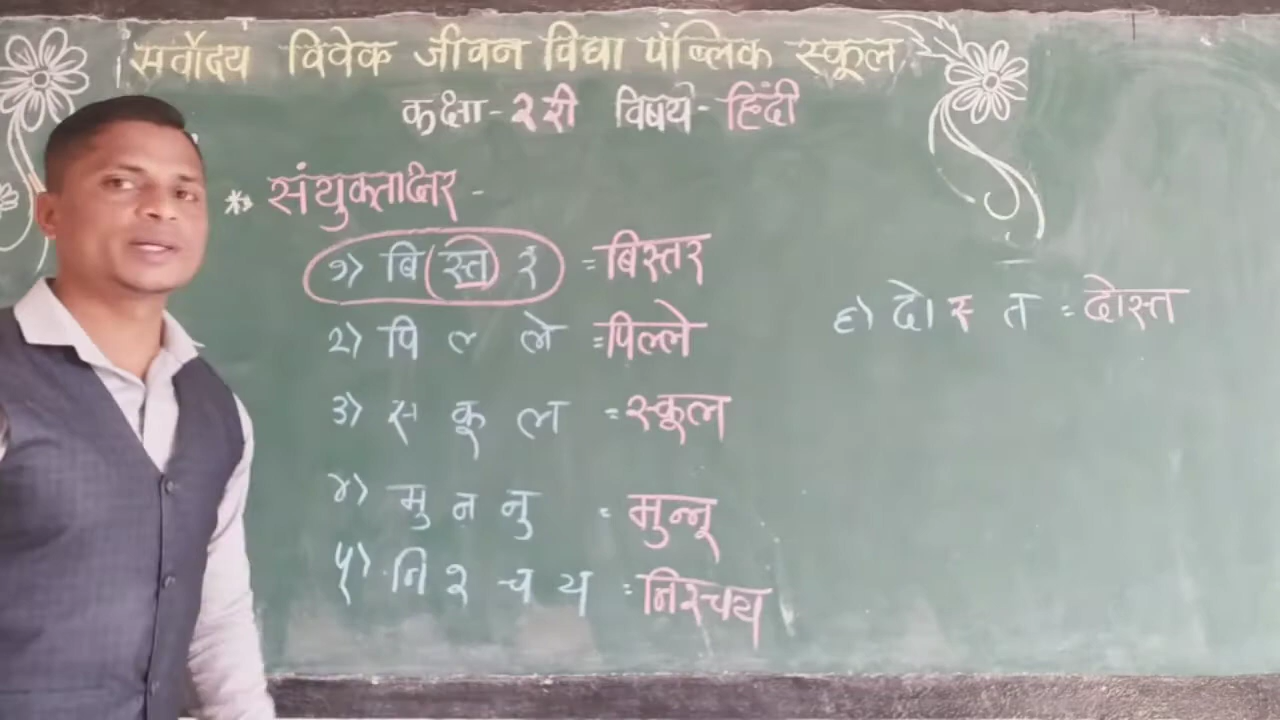 सर्वोदय विवेक जीवन विद्या पब्लिक स्कूल
कक्षा - २री विषय - हिंदी
* संयुक्ताक्षर -
१) बि स्त र = बिस्तर
२) पि ल ले = पिल्ले
३) स कू ल = स्कूल
४) मु न नु = मुन्नू
५) नि श च य = निश्चय
६) दो स त = दोस्त